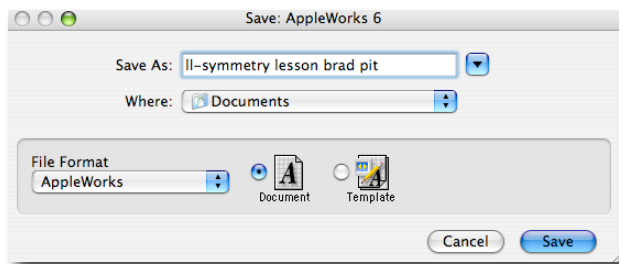 Save: AppleWorks 6
Save As: ll-symmetry lesson brad pit
Where: Documents
File Format
AppleWorks
Document
Template
Cancel
Save